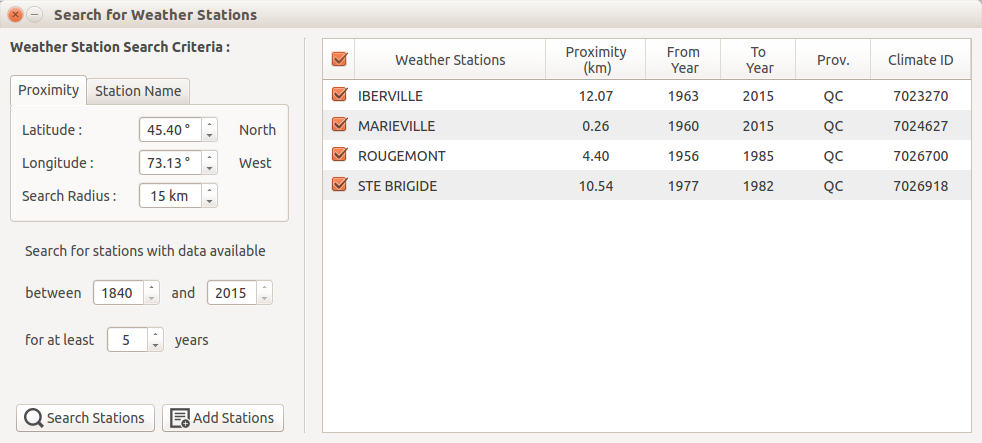 Search for Weather Stations
Weather Station Search Criteria :
Proximity Station Name
Latitude : 45.40 ° North
Longitude : 73.13 ° West
Search Radius : 15 km
Search for stations with data available
between 1840 and 2015
for at least 5 years
Search Stations Add Stations
Weather Stations Proximity (km) From Year To Year Prov. Climate ID
IBERVILLE 12.07 1963 2015 QC 7023270
MARIEVILLE 0.26 1960 2015 QC 7024627
ROUGEMONT 4.40 1956 1985 QC 7026700
STE BRIGIDE 10.54 1977 1982 QC 7026918